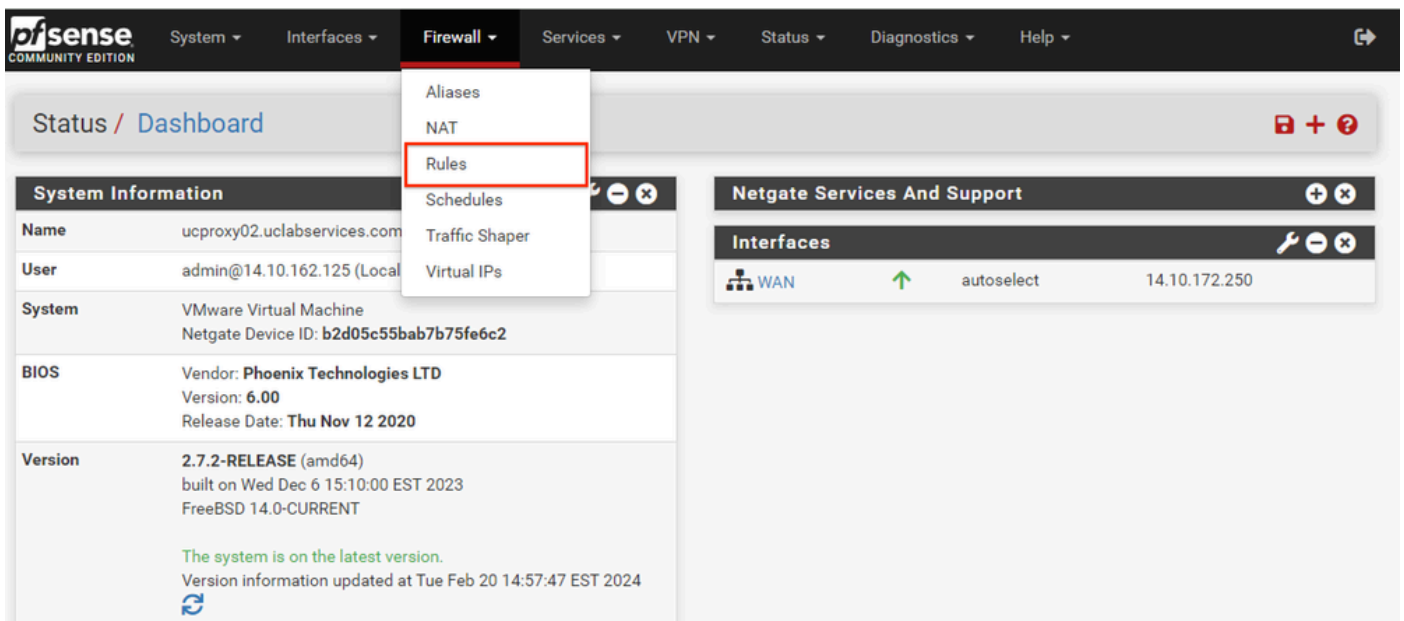 pfsense
COMMUNITY EDITION
System Interfaces Firewall Services VPN Status Diagnostics Help
Aliases
NAT
Rules
Schedules
Traffic Shaper
Virtual IPs
Status / Dashboard
System Information
Name ucproxy02.uclabservices.com
User admin@14.10.162.125 (Local
System VMware Virtual Machine
Netgate Device ID: b2d05c55bab7b75fe6c2
BIOS Vendor: Phoenix Technologies LTD
Version: 6.00
Release Date: Thu Nov 12 2020
Version 2.7.2-RELEASE (amd64)
built on Wed Dec 6 15:10:00 EST 2023
FreeBSD 14.0-CURRENT
The system is on the latest version.
Version information updated at Tue Feb 20 14:57:47 EST 2024
Netgate Services And Support
Interfaces
WAN autoselect 14.10.172.250